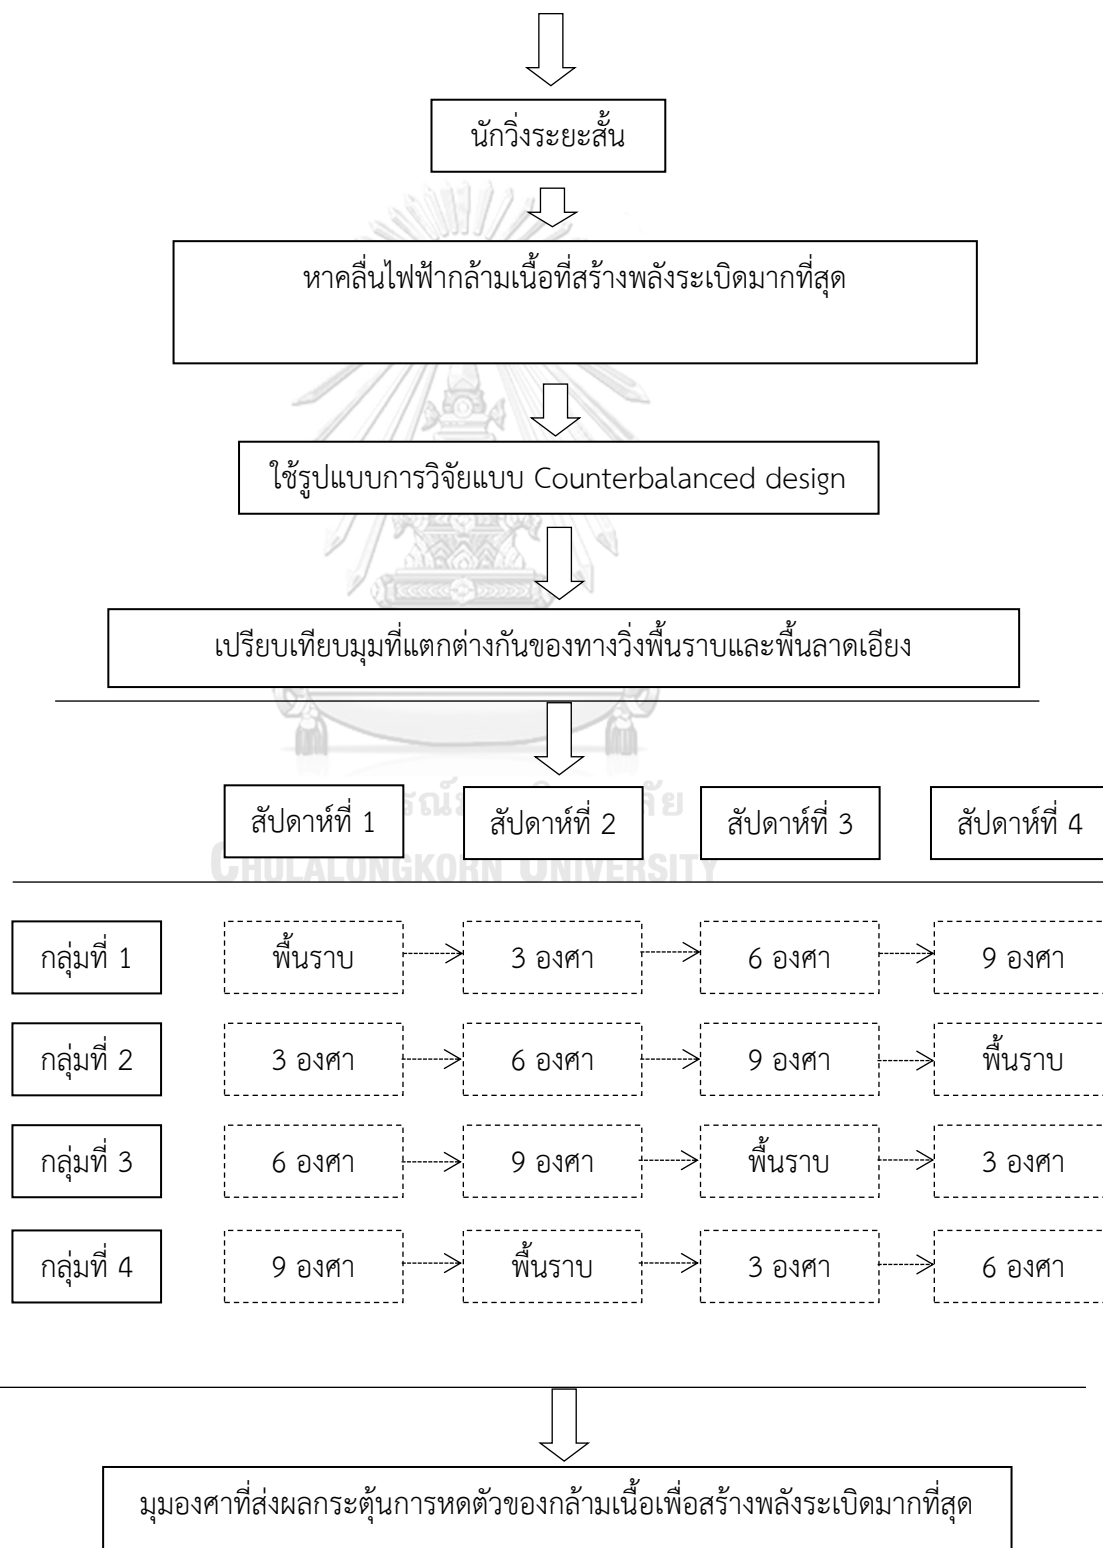 นักวิ่งระยะสั้น
หาคลื่นไฟฟ้ากล้ามเนื้อที่สร้างพลังระเบิดมากที่สุด
ใช้รูปแบบการวิจัยแบบ Counterbalanced design
เปรียบเทียบมุมที่แตกต่างกันของทางวิ่งพื้นราบและพื้นลาดเอียง
สัปดาห์ที่ 1 สัปดาห์ที่ 2 สัปดาห์ที่ 3 สัปดาห์ที่ 4
CHULALONGKORN UNIVERSITY
กลุ่มที่ 1 พื้นราบ 3 องศา 6 องศา 9 องศา
กลุ่มที่ 2 3 องศา 6 องศา 9 องศา พื้นราบ
กลุ่มที่ 3 6 องศา 9 องศา พื้นราบ 3 องศา
กลุ่มที่ 4 9 องศา พื้นราบ 3 องศา 6 องศา
มุมองศาที่ส่งผลกระตุ้นการหดตัวของกล้ามเนื้อเพื่อสร้างพลังระเบิดมากที่สุด